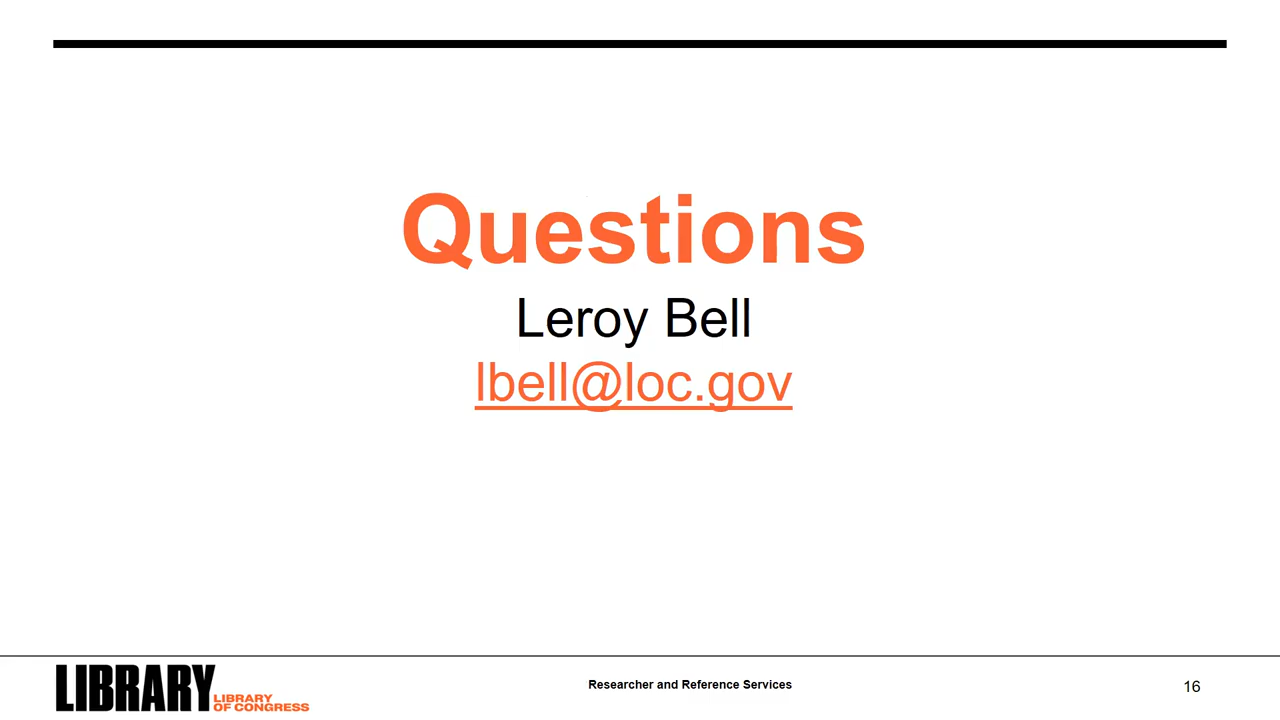 Questions
Leroy Bell
lbell@loc.gov
LIBRARY
LIBRARY
OF CONGRESS
Researcher and Reference Services
16